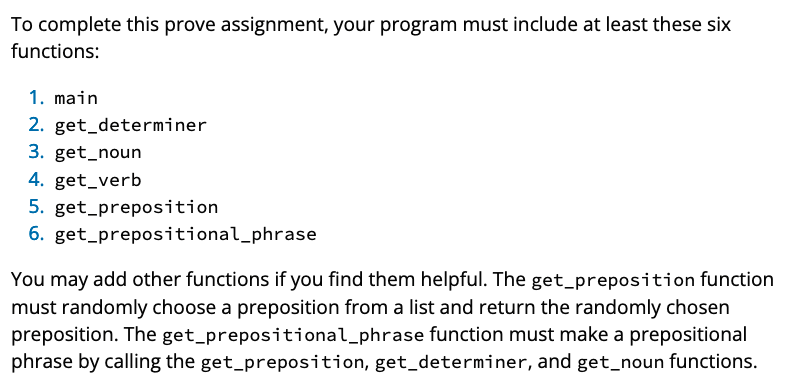 To complete this prove assignment, your program must include at least these six
functions:
1. main
2. get_determiner
3. get_noun
4. get_verb
5. get_preposition
6. get_prepositional_phrase
You may add other functions if you find them helpful. The get_preposition function
must randomly choose a preposition from a list and return the randomly chosen
preposition. The get_prepositional_phrase function must make a prepositional
phrase by calling the get_preposition, get_determiner, and get_noun functions.